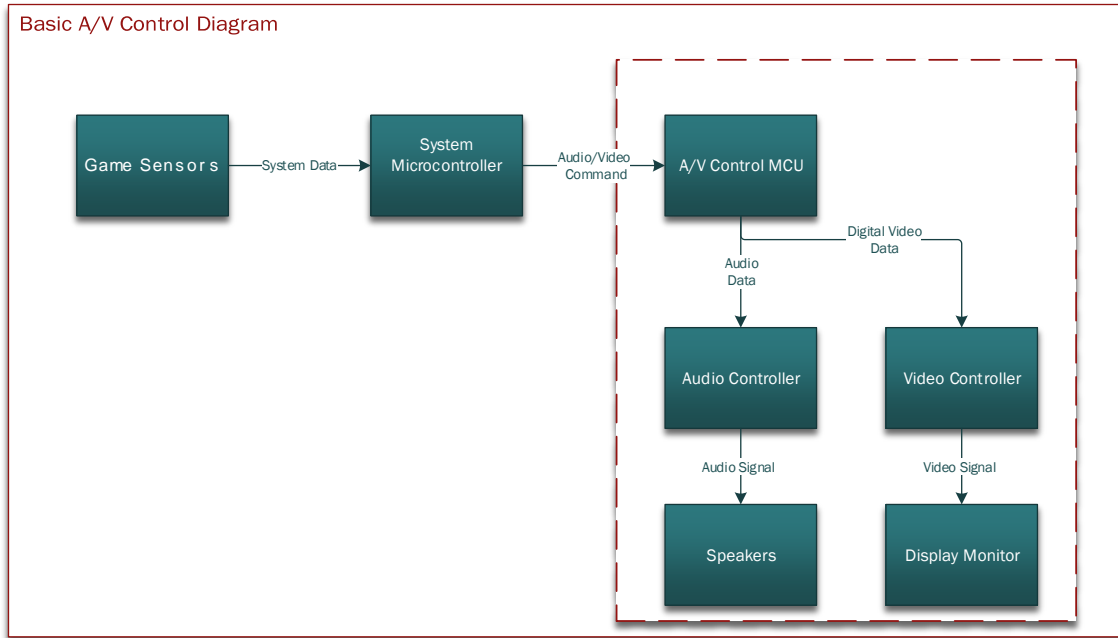 Basic A/V Control Diagram
Game Sensors
System Data
System
Microcontroller
Audio/Video
Command
A/V Control MCU
Digital Video
Data
Audio
Data
Audio Controller
Video Controller
Audio Signal
Video Signal
Speakers
Display Monitor